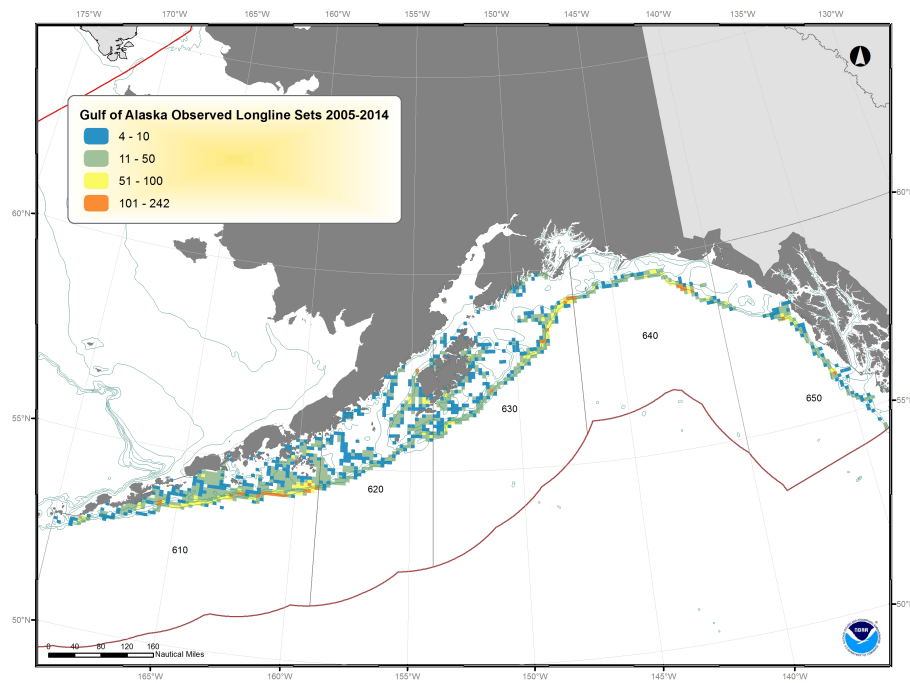 175°W 170°W 165°W 160°W 155°W 150°W 145°W 140°W 135°W 130°W
Gulf of Alaska Observed Longline Sets 2005-2014
4 - 10
11 - 50
51 - 100
101 - 242
60°N 60°
640
650
55°N 55°
630
620
610
50°N 50°
NOAA
0 40 80 120 160
Nautical Miles
165°W 160°W 155°W 150°W 145°W 140°W